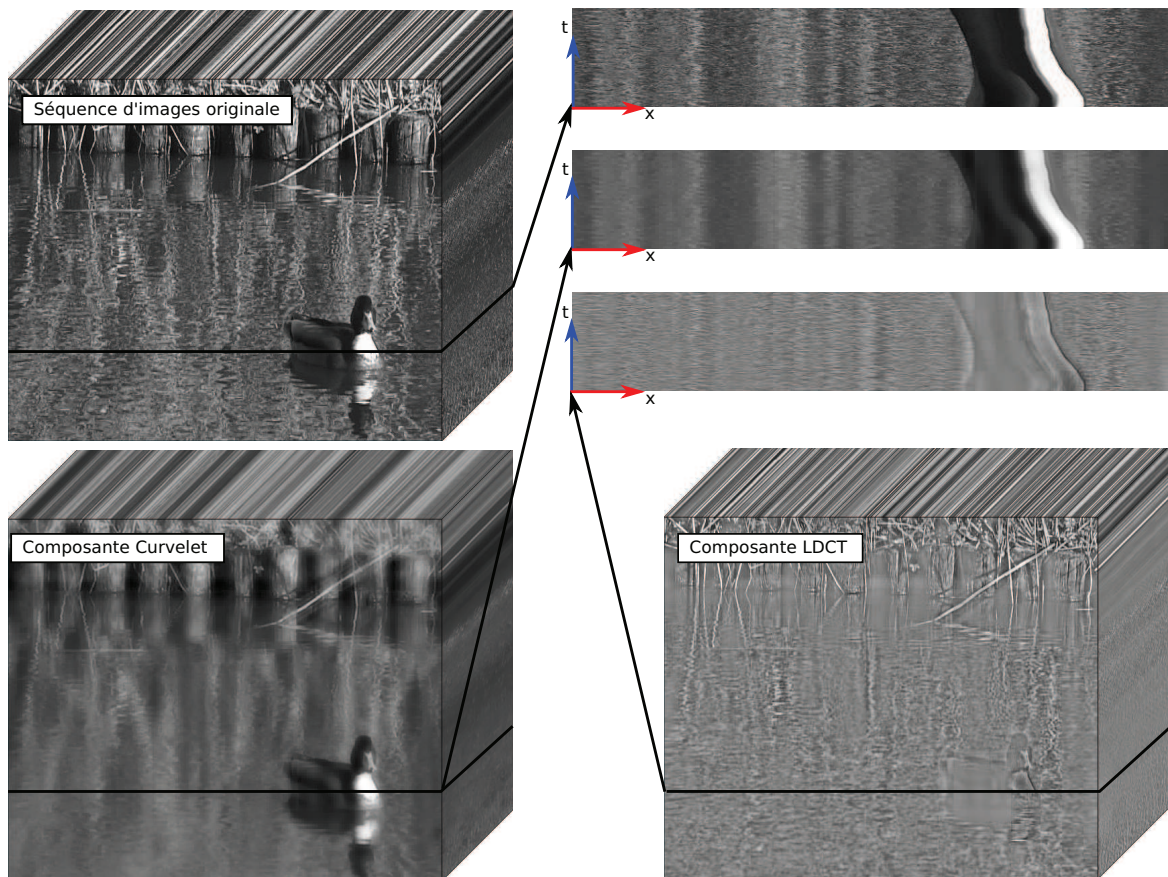 Séquence d'images originale
t
x
t
x
t
x
Composante Curvelet
Composante LDCT